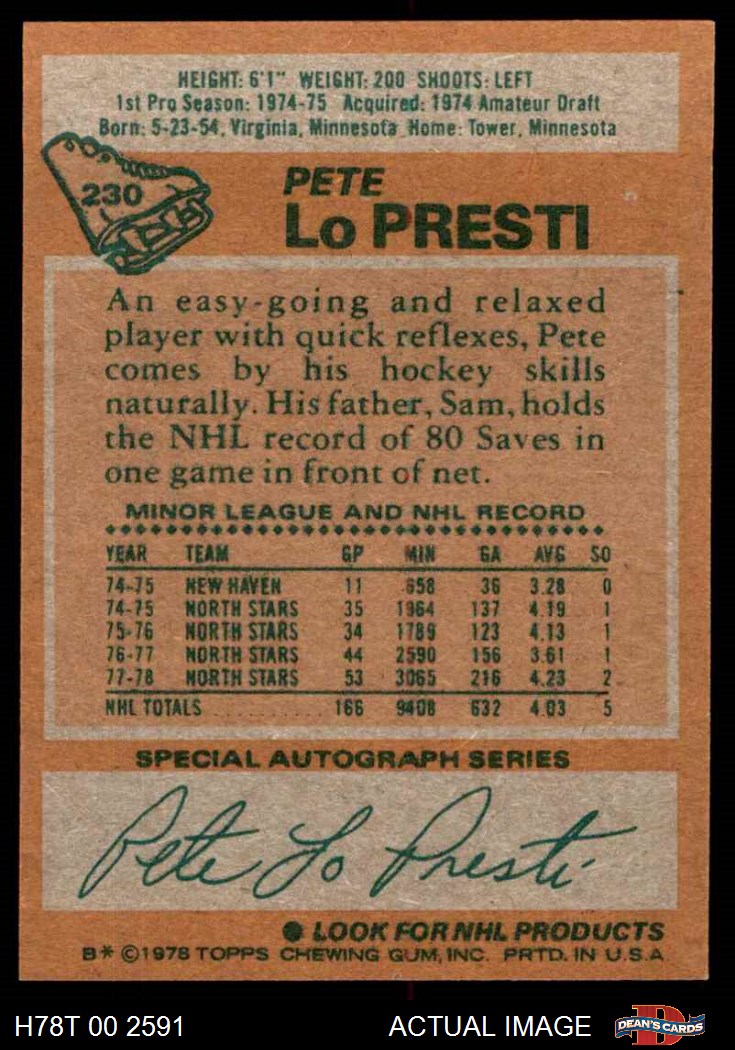 HEIGHT: 6'1" WEIGHT: 200 SHOOTS: LEFT
1st Pro Season: 1974-75 Acquired: 1974 Amateur Draft
Born: 5-23-54, Virginia, Minnesota Home: Tower, Minnesota
230
PETE
Lo PRESTI
An easy-going and relaxed
player with quick reflexes, Pete
comes by his hockey skills
naturally. His father, Sam, holds
the NHL record of 80 Saves in
one game in front of net.
MINOR LEAGUE AND NHL RECORD
YEAR TEAM GP MIN GA AVG SO
74-75 NEW HAVEN 11 658 36 3.28 0
74-75 NORTH STARS 35 1964 137 4.19 1
75-76 NORTH STARS 34 1789 123 4.13 1
76-77 NORTH STARS 44 2590 156 3.61 1
77-78 NORTH STARS 53 3065 216 4.23 2
NHL TOTALS 166 9408 632 4.03 5
SPECIAL AUTOGRAPH SERIES
Pete Lo Presti
LOOK FOR NHL PRODUCTS
B* ©1978 TOPPS CHEWING GUM, INC. PRTD. IN U.S.A
H78T 00 2591 ACTUAL IMAGE
D
DEAN'S CARDS